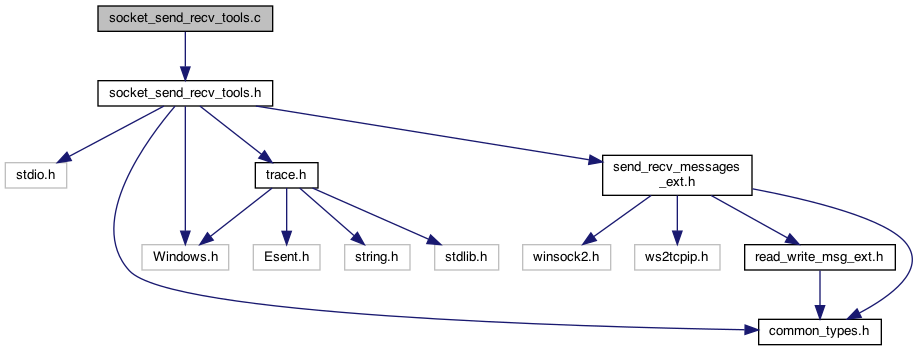 socket_send_recv_tools.c
socket_send_recv_tools.h
send_recv_messages
_ext.h
stdio.h
trace.h
Windows.h
Esent.h
string.h
stdlib.h
winsock2.h
ws2tcpip.h
read_write_msg_ext.h
common_types.h